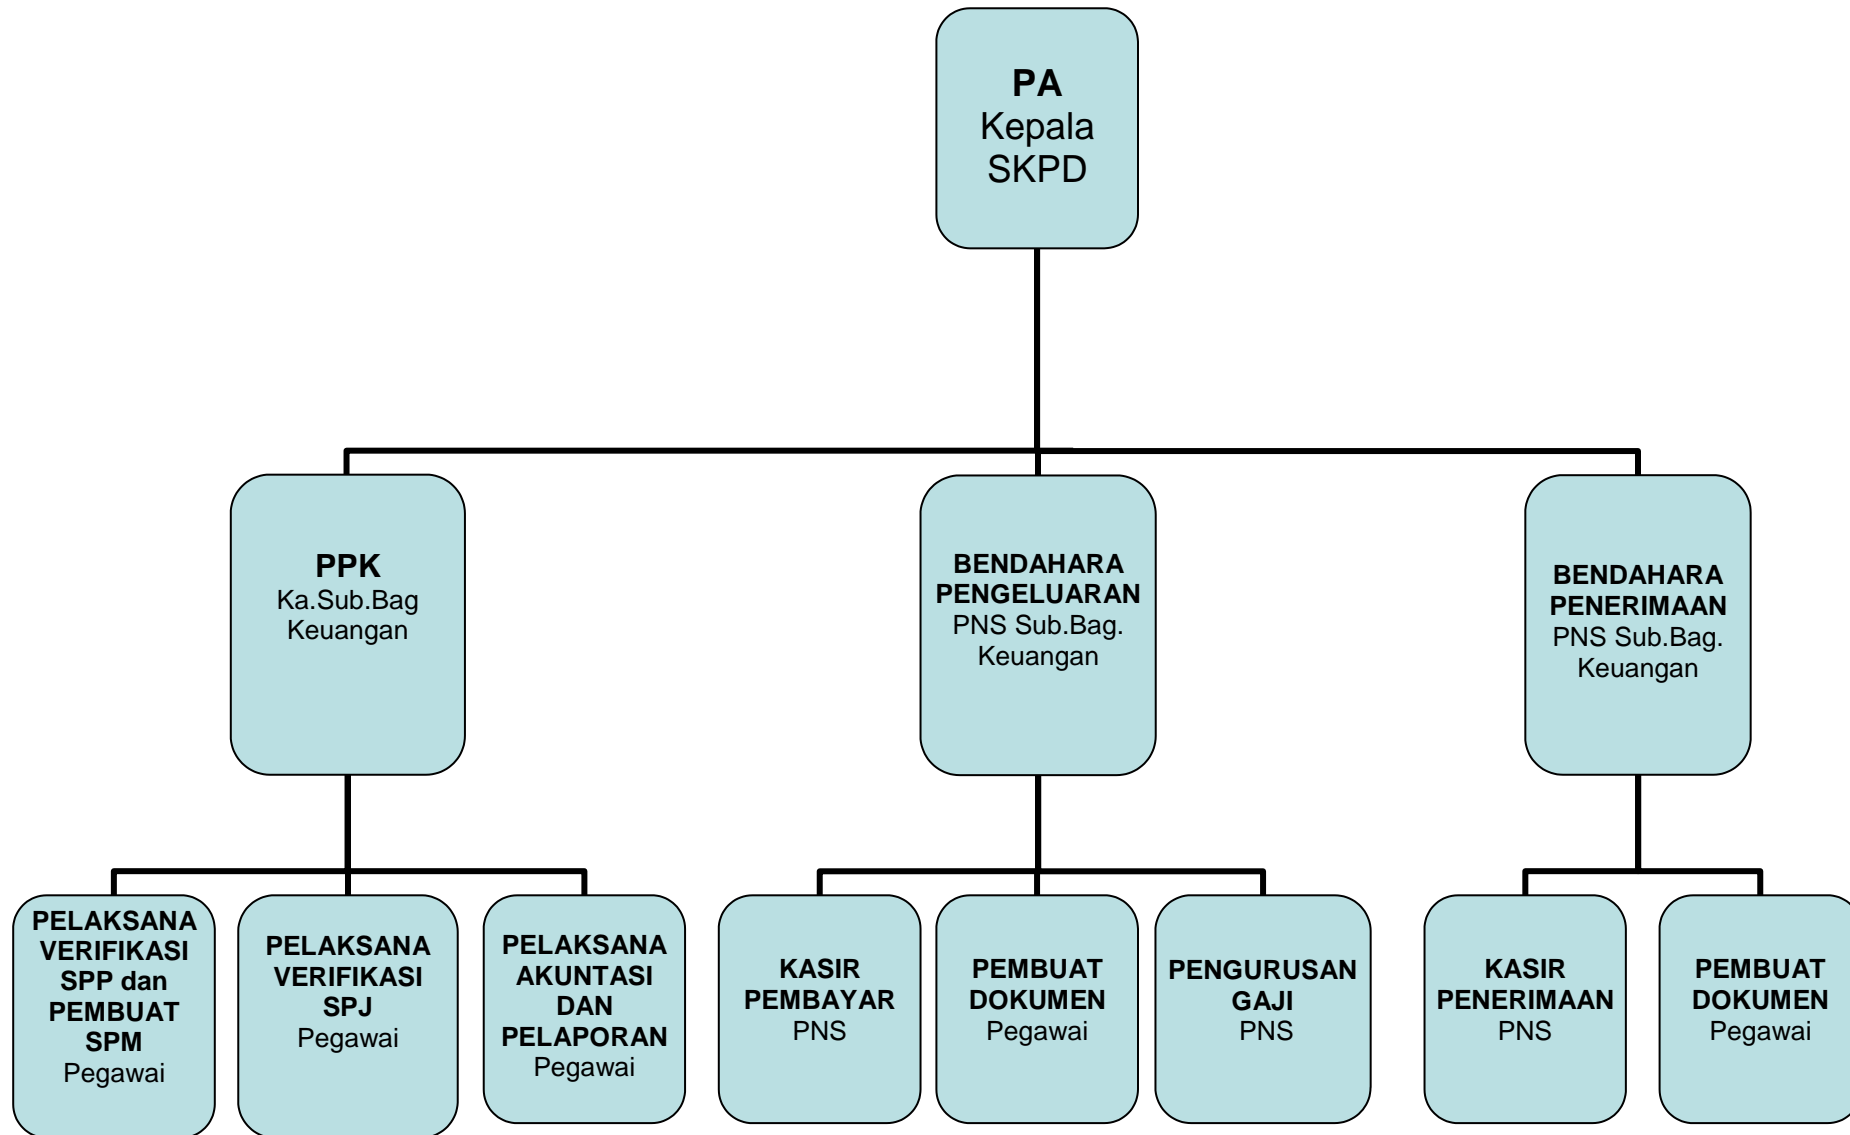 PA
Kepala
SKPD
PPK
Ka.Sub.Bag
Keuangan
BENDAHARA
PENGELUARAN
PNS Sub.Bag.
Keuangan
BENDAHARA
PENERIMAAN
PNS Sub.Bag.
Keuangan
PELAKSANA
VERIFIKASI
SPP dan
PEMBUAT
SPM
Pegawai
PELAKSANA
VERIFIKASI
SPJ
Pegawai
PELAKSANA
AKUNTASI
DAN
PELAPORAN
Pegawai
KASIR
PEMBAYAR
PNS
PEMBUAT
DOKUMEN
Pegawai
PENGURUSAN
GAJI
PNS
KASIR
PENERIMAAN
PNS
PEMBUAT
DOKUMEN
Pegawai